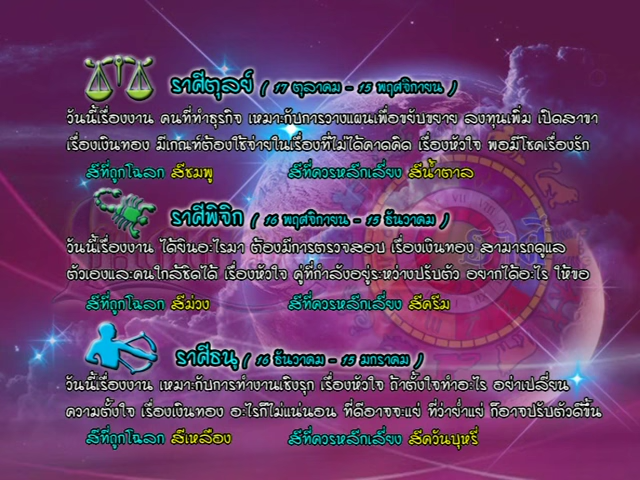 ราศีตุลย์ ( 17 ตุลาคม - 15 พฤศจิกายน )
วันนี้เรื่องงาน คนที่ทำธุรกิจ เหมาะกับการวางแผนเพื่อขยับขยาย ลงทุนเพิ่ม เปิดสาขา
เรื่องเงินทอง มีเกณฑ์ต้องใช้จ่ายในเรื่องที่ไม่ได้คาดคิด เรื่องหัวใจ พอมีโชคเรื่องรัก
สีที่ถูกโฉลก สีชมพู สีที่ควรหลีกเลี่ยง สีน้ำตาล
ราศีพิจิก ( 16 พฤศจิกายน - 15 ธันวาคม )
วันนี้เรื่องงาน ได้ยินอะไรมา ต้องมีการตรวจสอบ เรื่องเงินทอง สามารถดูแล
ตัวเองและคนใกล้ชิดได้ เรื่องหัวใจ คู่ที่กำลังอยู่ระหว่างปรับตัว อยากได้อะไร ให้ขอ
สีที่ถูกโฉลก สีม่วง สีที่ควรหลีกเลี่ยง สีครีม
ราศีธนู ( 16 ธันวาคม - 15 มกราคม )
วันนี้เรื่องงาน เหมาะกับการทำงานเชิงรุก เรื่องหัวใจ ถ้าตั้งใจทำอะไร อย่าเปลี่ยน
ความตั้งใจ เรื่องเงินทอง อะไรก็ไม่แน่นอน ที่ดีอาจจะแย่ ที่ว่าย่ำแย่ ก็อาจปรับตัวดีขึ้น
สีที่ถูกโฉลก สีเหลือง สีที่ควรหลีกเลี่ยง สีควันบุหรี่